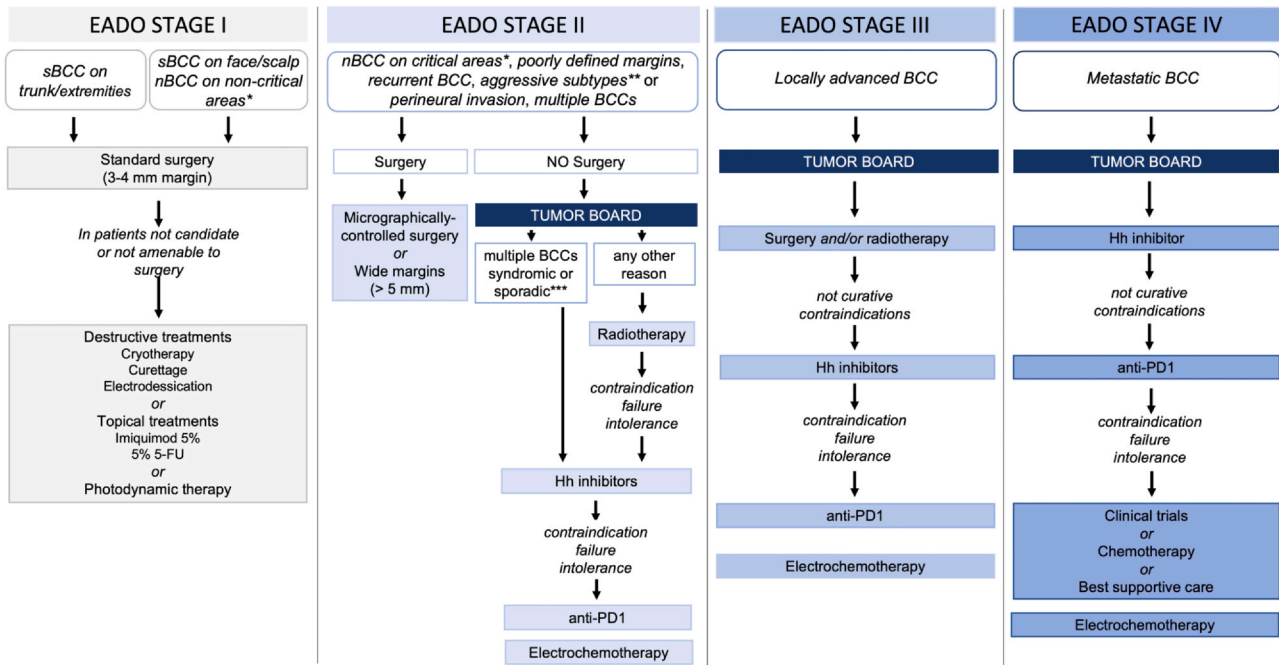 EADO STAGE I
sBCC on
trunk/extremities
sBCC on face/scalp
nBCC on non-critical
areas*
Standard surgery
(3-4 mm margin)
In patients not candidate
or not amenable to
surgery
Destructive treatments
Cryotherapy
Curettage
Electrodessication
or
Topical treatments
Imiquimod 5%
5% 5-FU
or
Photodynamic therapy
EADO STAGE II
nBCC on critical areas*, poorly defined margins,
recurrent BCC, aggressive subtypes** or
perineural invasion, multiple BCCs
Surgery
Micrographically-
controlled surgery
or
Wide margins
(> 5 mm)
NO Surgery
TUMOR BOARD
multiple BCCs
syndromic or
sporadic***
any other
reason
Radiotherapy
contraindication
failure
intolerance
Hh inhibitors
contraindication
failure
intolerance
anti-PD1
Electrochemotherapy
EADO STAGE III
Locally advanced BCC
TUMOR BOARD
Surgery and/or radiotherapy
not curative
contraindications
Hh inhibitors
contraindication
failure
intolerance
anti-PD1
Electrochemotherapy
EADO STAGE IV
Metastatic BCC
TUMOR BOARD
Hh inhibitor
not curative
contraindications
anti-PD1
contraindication
failure
intolerance
Clinical trials
or
Chemotherapy
or
Best supportive care
Electrochemotherapy